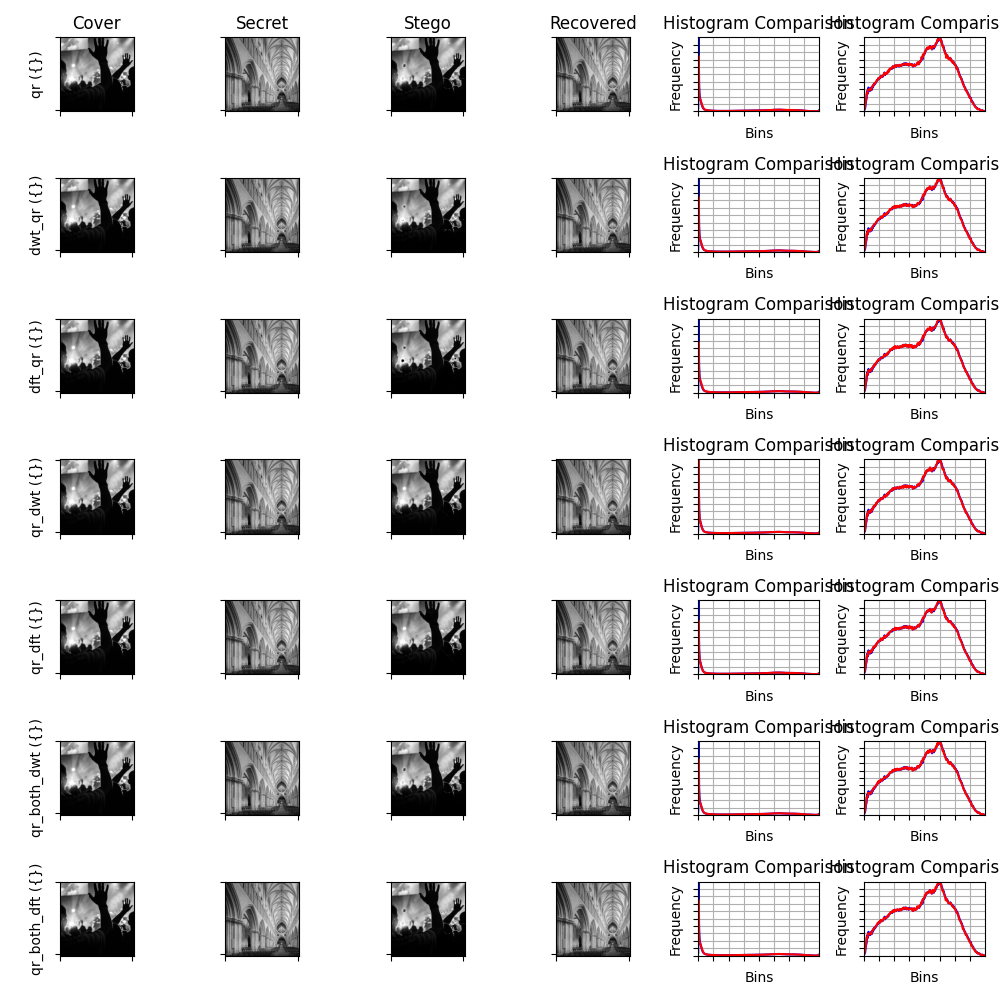 Cover Secret Stego Recovered Histogram Comparison Histogram Comparis
qr ({}) Frequency Frequency
Bins Bins
Histogram Comparison Histogram Comparis
dwt_qr ({}) Frequency Frequency
Bins Bins
Histogram Comparison Histogram Comparis
dft_qr ({}) Frequency Frequency
Bins Bins
Histogram Comparison Histogram Comparis
qr_dwt ({}) Frequency Frequency
Bins Bins
Histogram Comparison Histogram Comparis
qr_dft ({}) Frequency Frequency
Bins Bins
Histogram Comparison Histogram Comparis
qr_both_dwt ({}) Frequency Frequency
Bins Bins
Histogram Comparison Histogram Comparis
qr_both_dft ({}) Frequency Frequency
Bins Bins